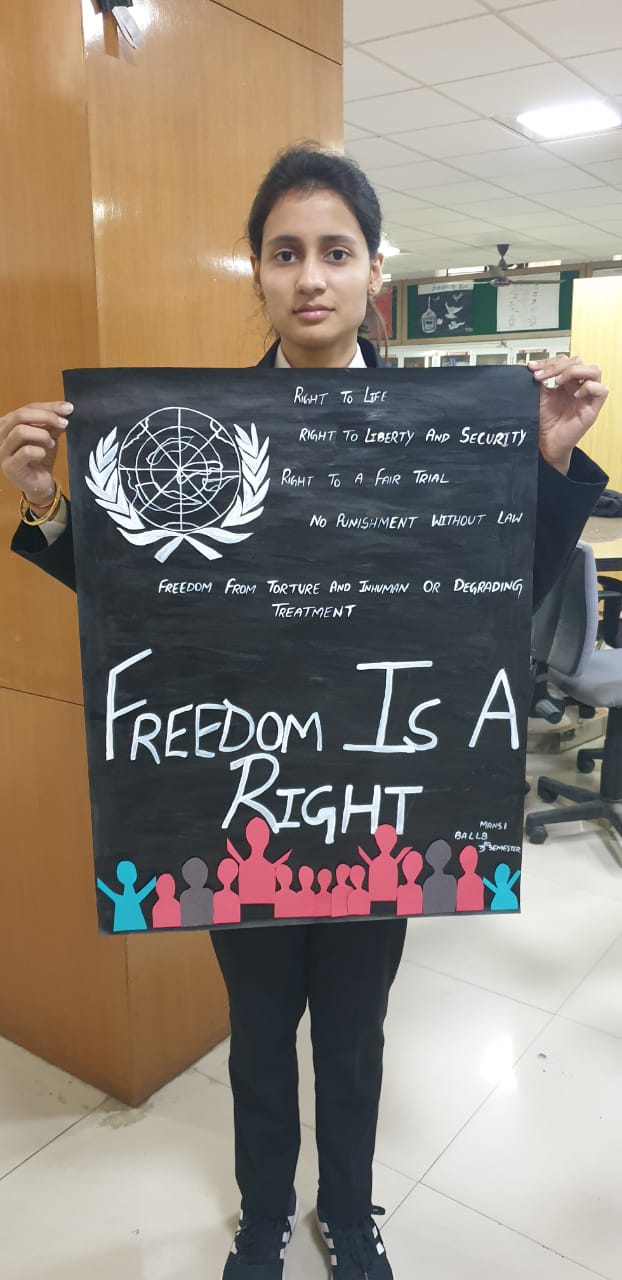 RIGHT TO LIFE
RIGHT TO LIBERTY AND SECURITY
RIGHT TO A FAIR TRIAL
NO PUNISHMENT WITHOUT LAW
FREEDOM FROM TORTURE AND INHUMAN OR DEGRADING
TREATMENT
FREEDOM IS A
RIGHT
MANSI
BALLB
3RD SEMESTER